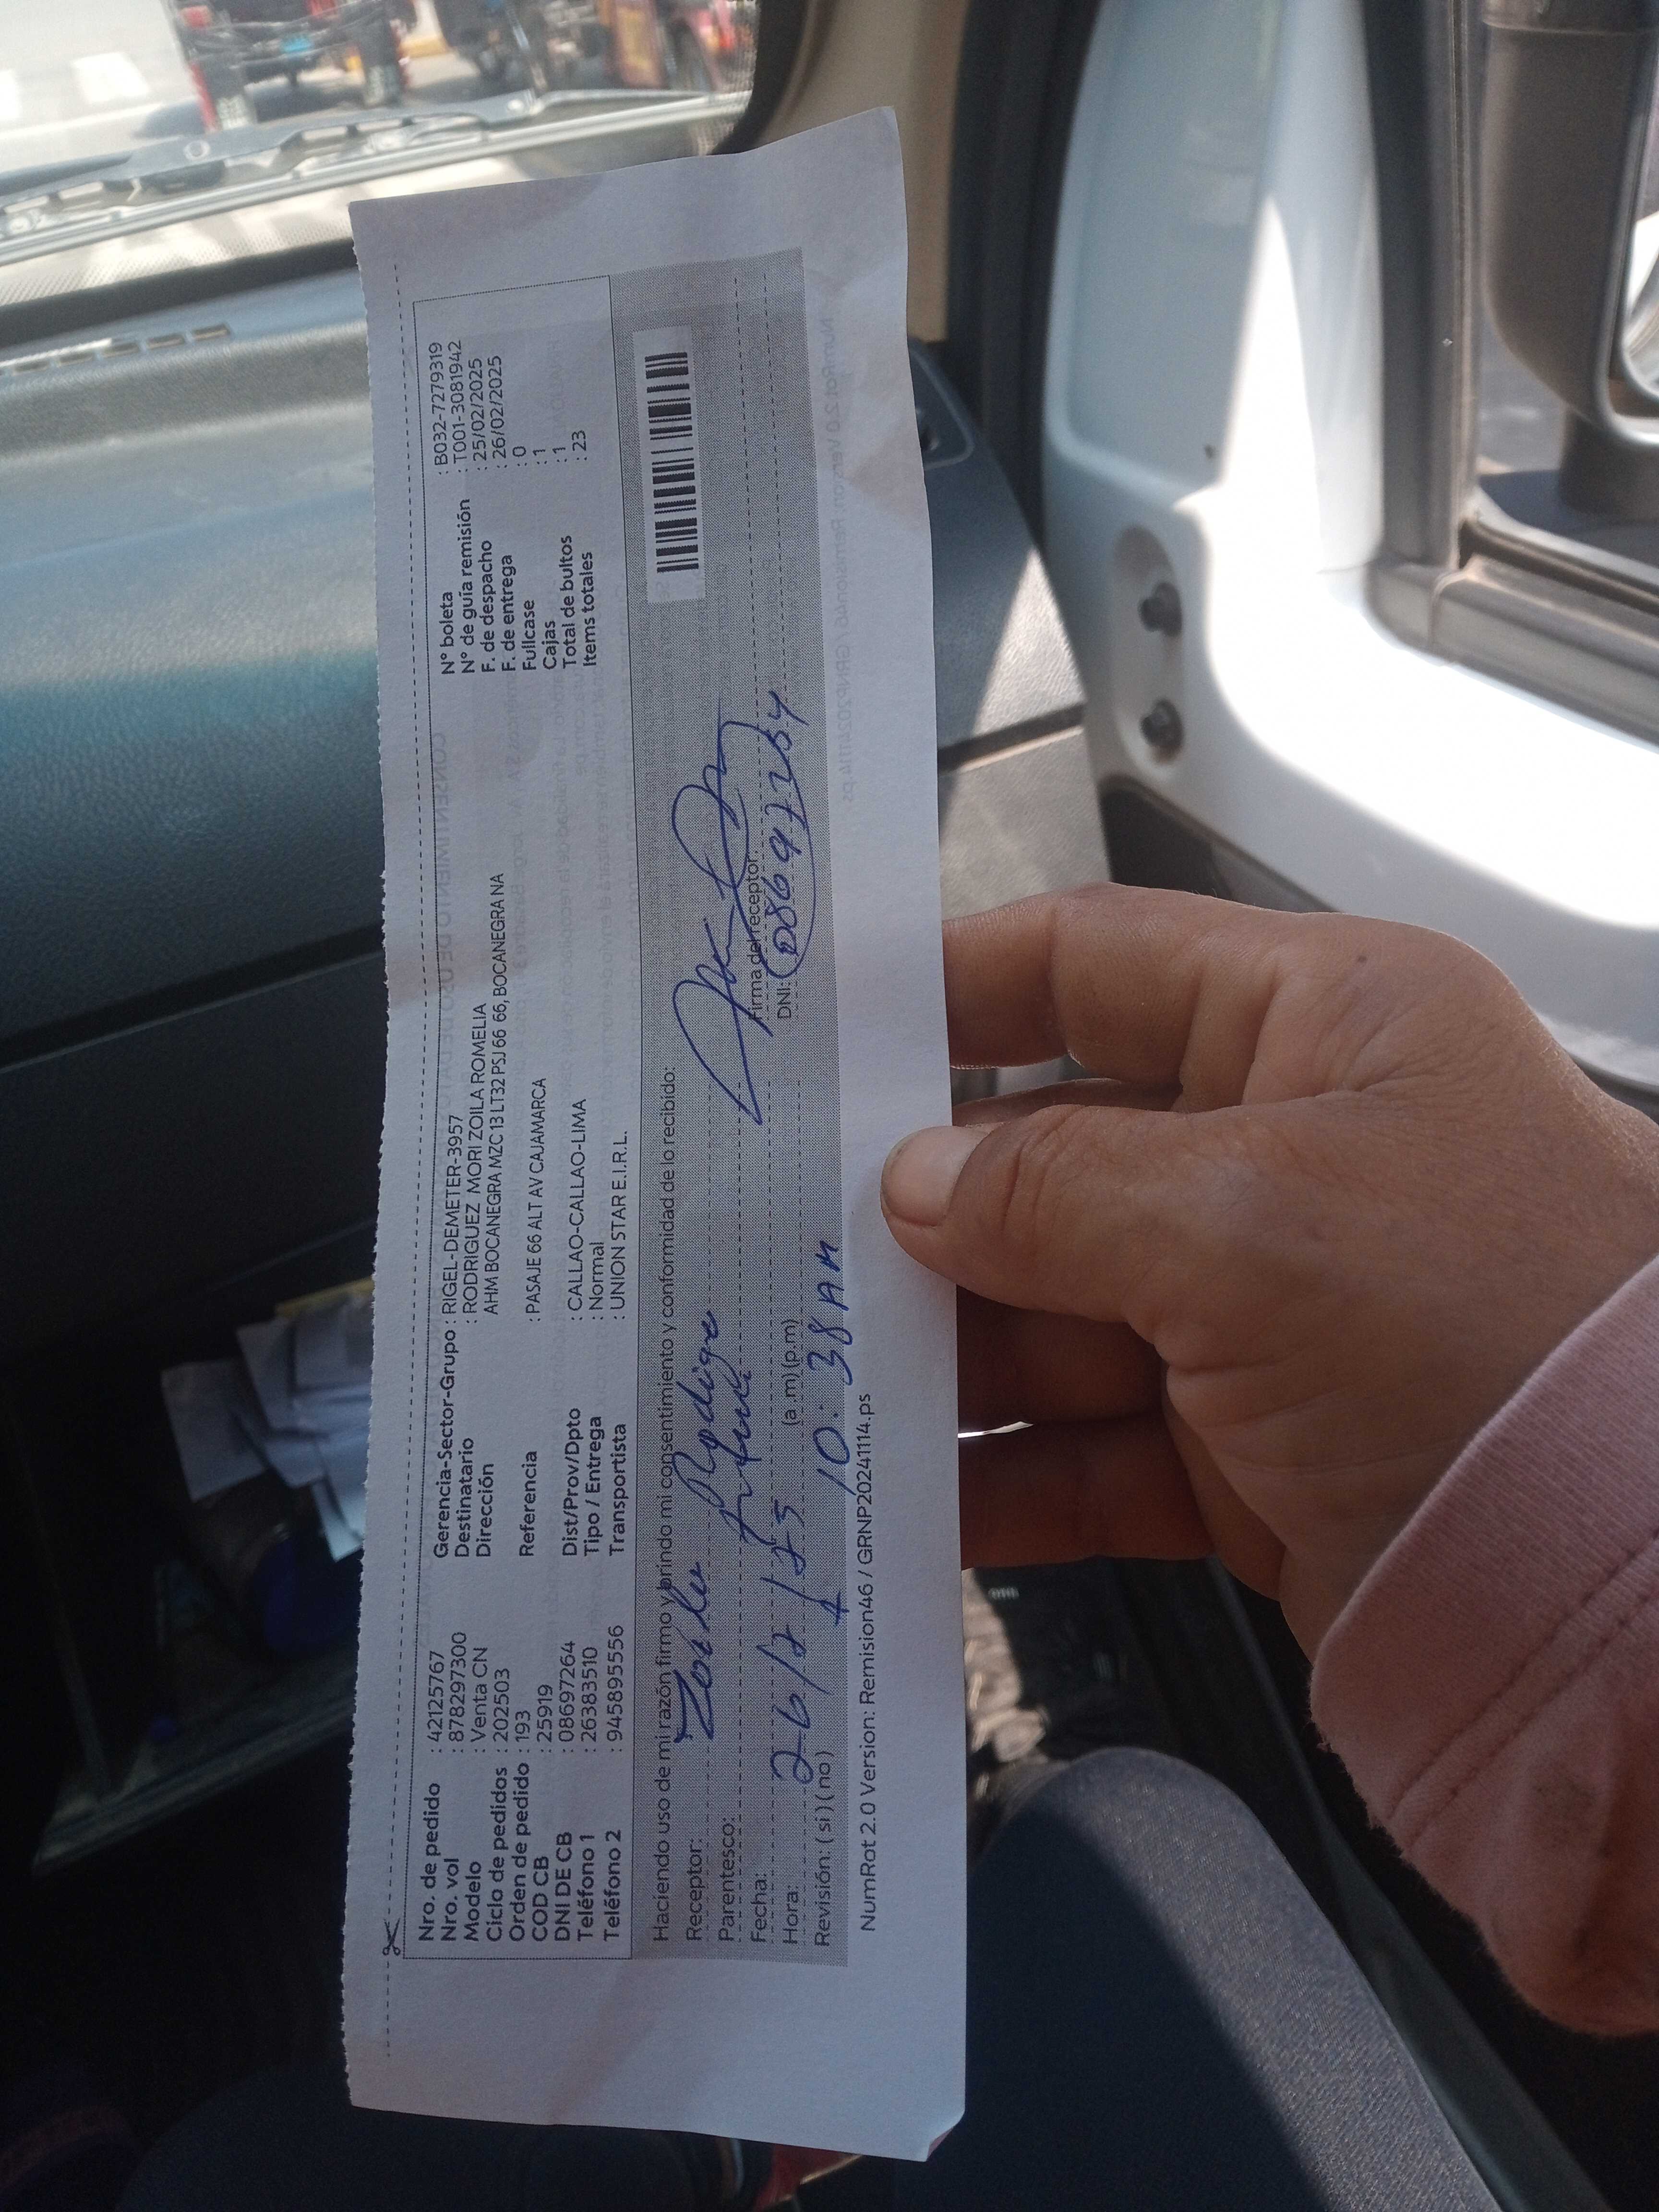 Nro. de pedido : 42125767
Nro. vol : 878297300
Modelo : Venta CN
Ciclo de pedidos : 202503
Orden de pedido : 193
COD CB : 25919
DNI DE CB : 08697264
Teléfono 1 : 26383510
Teléfono 2 : 945895556
Gerencia-Sector-Grupo : RIGEL-DEMETER-3957
Destinatario : RODRIGUEZ MORI ZOILA ROMELIA
Dirección AHM BOCANEGRA MZC 13 LT32 PSJ 66 66, BOCANEGRA NA
Referencia : PASAJE 66 ALT AV CAJAMARCA
Dist/Prov/Dpto : CALLAO-CALLAO-LIMA
Tipo / Entrega : Normal
Transportista : UNION STAR E.I.R.L.
N° boleta : B032-7279319
N° de guía remisión : T001-3081942
F. de despacho : 25/02/2025
F. de entrega : 26/02/2025
Fullcase : 0
Cajas : 1
Total de bultos : 1
Items totales : 23
Haciendo uso de mi razón firmo y brindo mi consentimiento y conformidad de lo recibido:
Receptor:
Parentesco:
Fecha: 26/2/25
Hora: (a.m)(p.m) 10:38 AM
Revisión: (si)(no)
Firma del receptor
DNI: 08697264
NumRat 2.0 Version: Remision46 / GRNP20241114.ps